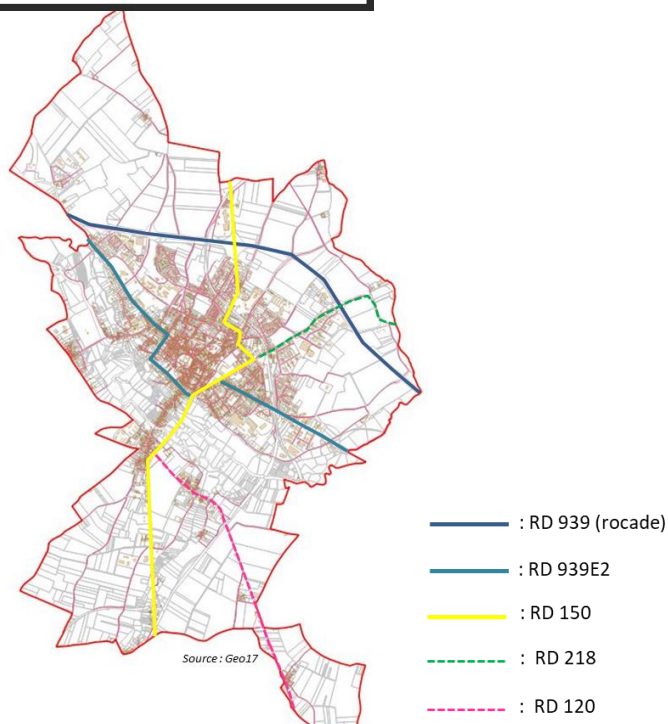 : RD 939 (rocade)
: RD 939E2
: RD 150
: RD 218
: RD 120
Source : Geo17